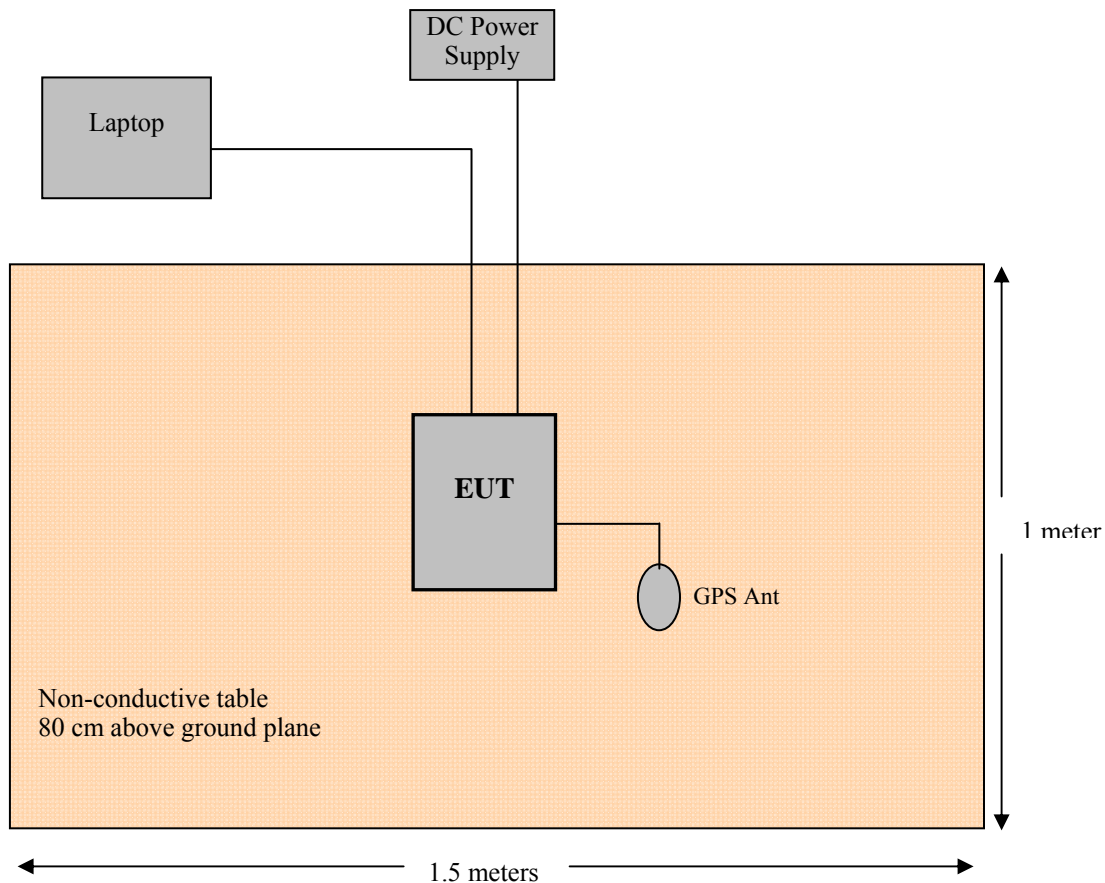 DC Power
Supply
Laptop
EUT
1 meter
GPS Ant
Non-conductive table
80 cm above ground plane
1.5 meters